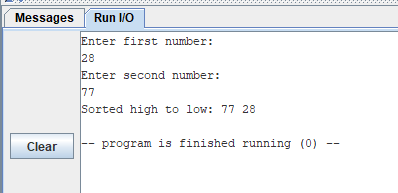 Messages Run I/O
Enter first number:
28
Enter second number:
77
Sorted high to low: 77 28
-- program is finished running (0) --
Clear